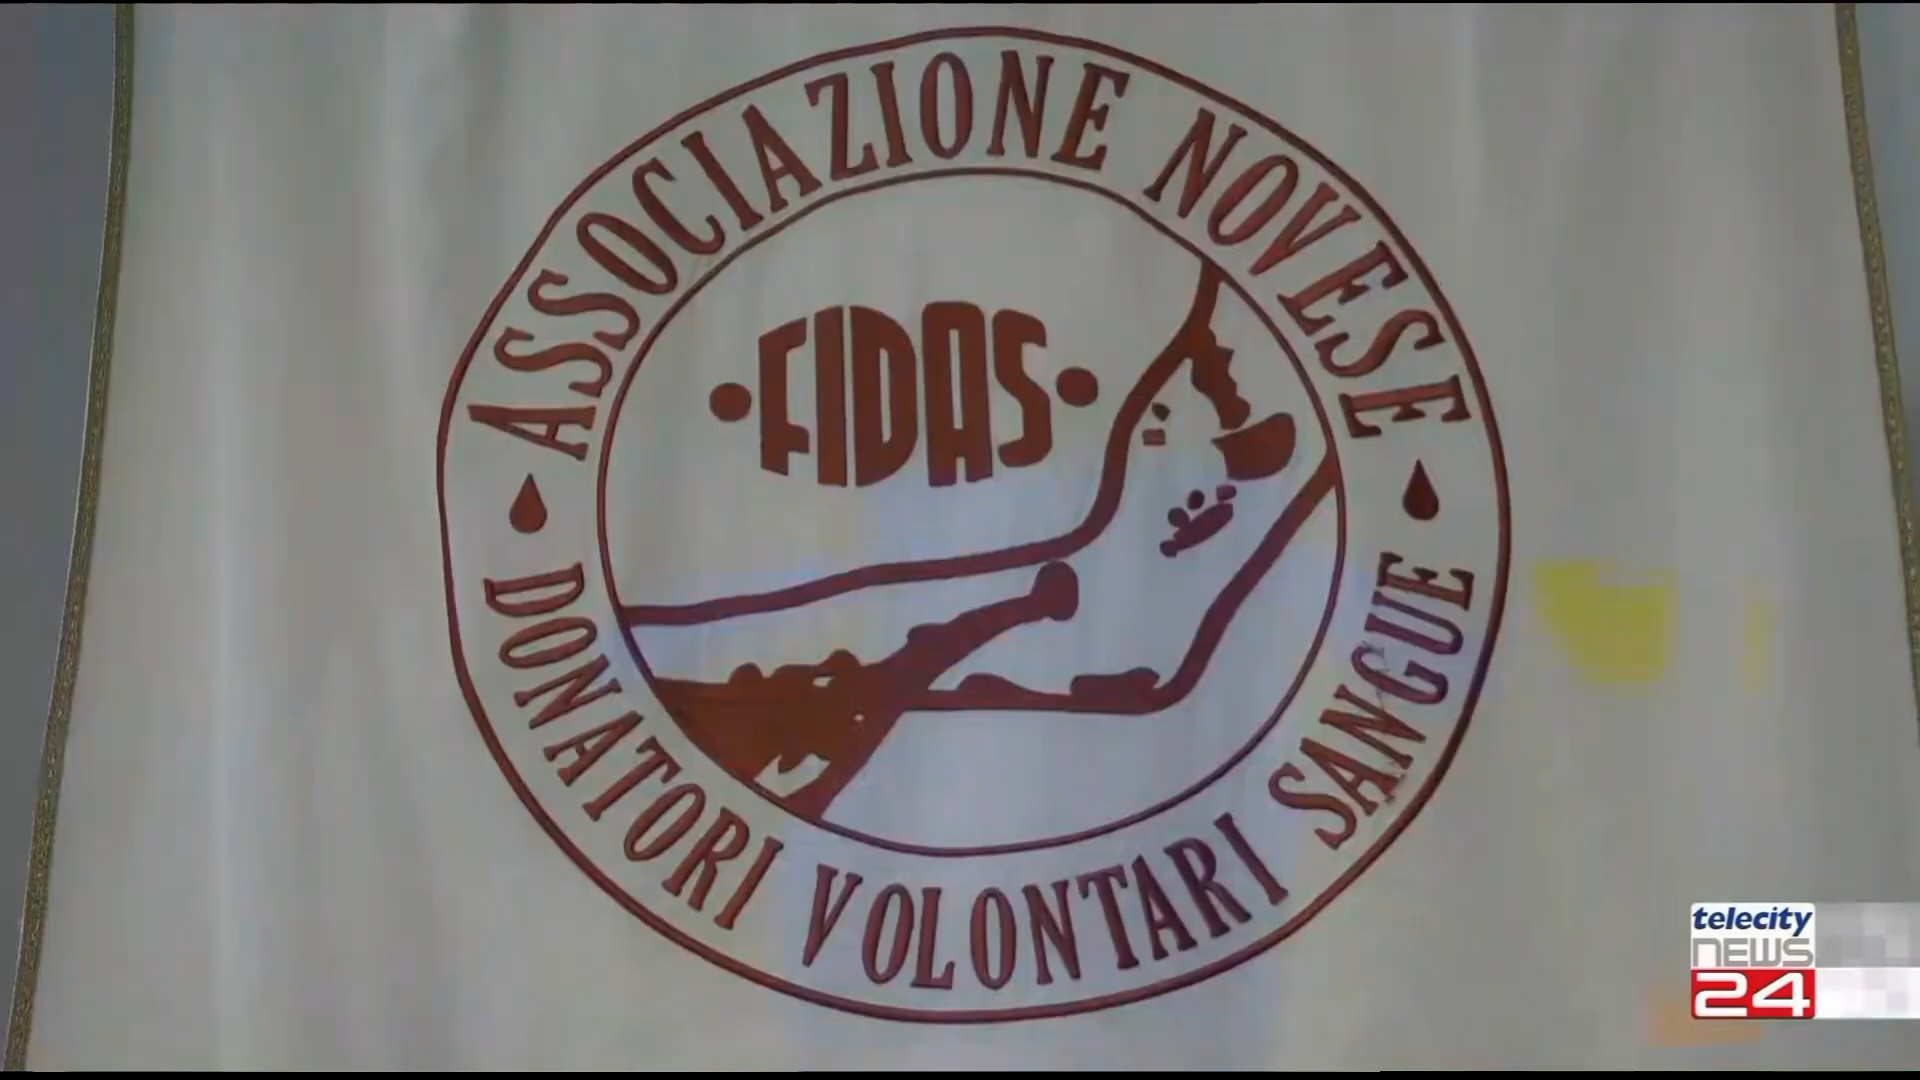 ASSOCIAZIONE NOVESE
FIDAS
DONATORI VOLONTARI SANGUE
telecity
NEWS
24